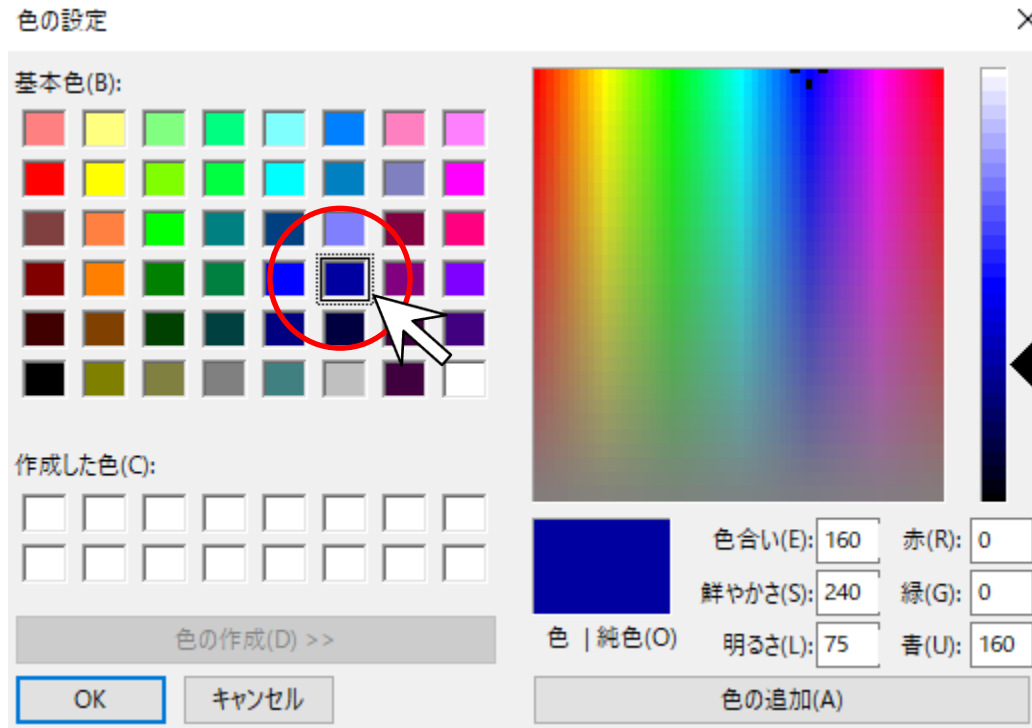 色の設定
基本色(B):
作成した色(C):
色の作成(D) >>
OK キャンセル
色 | 純色(O)
色合い(E): 160 赤(R): 0
鮮やかさ(S): 240 緑(G): 0
明るさ(L): 75 青(U): 160
色の追加(A)